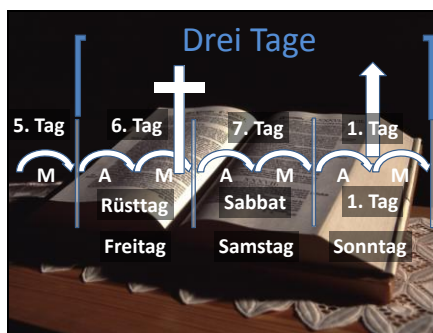 Drei Tage
5. Tag 6. Tag 7. Tag 1. Tag
M A M A M A M
Rüsttag Sabbat 1. Tag
Freitag Samstag Sonntag